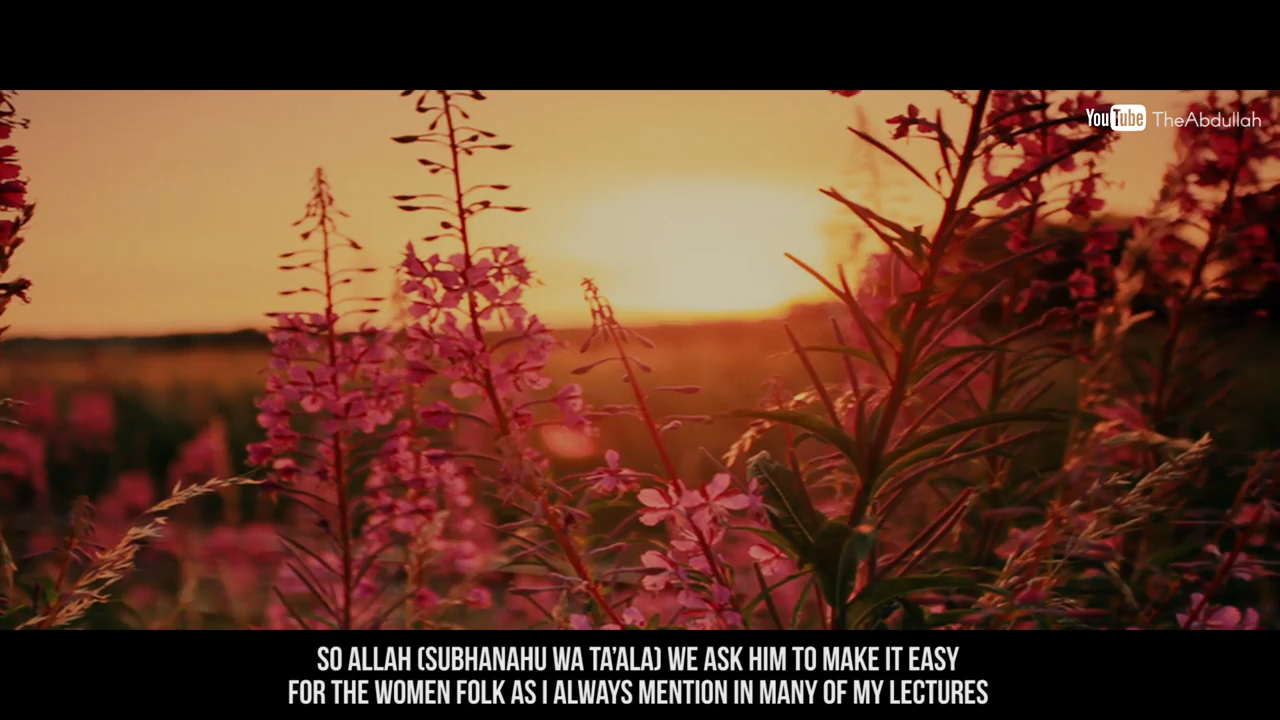 YouTube TheAbdullah
SO ALLAH (SUBHANAHU WA TA'ALA) WE ASK HIM TO MAKE IT EASY
FOR THE WOMEN FOLK AS I ALWAYS MENTION IN MANY OF MY LECTURES